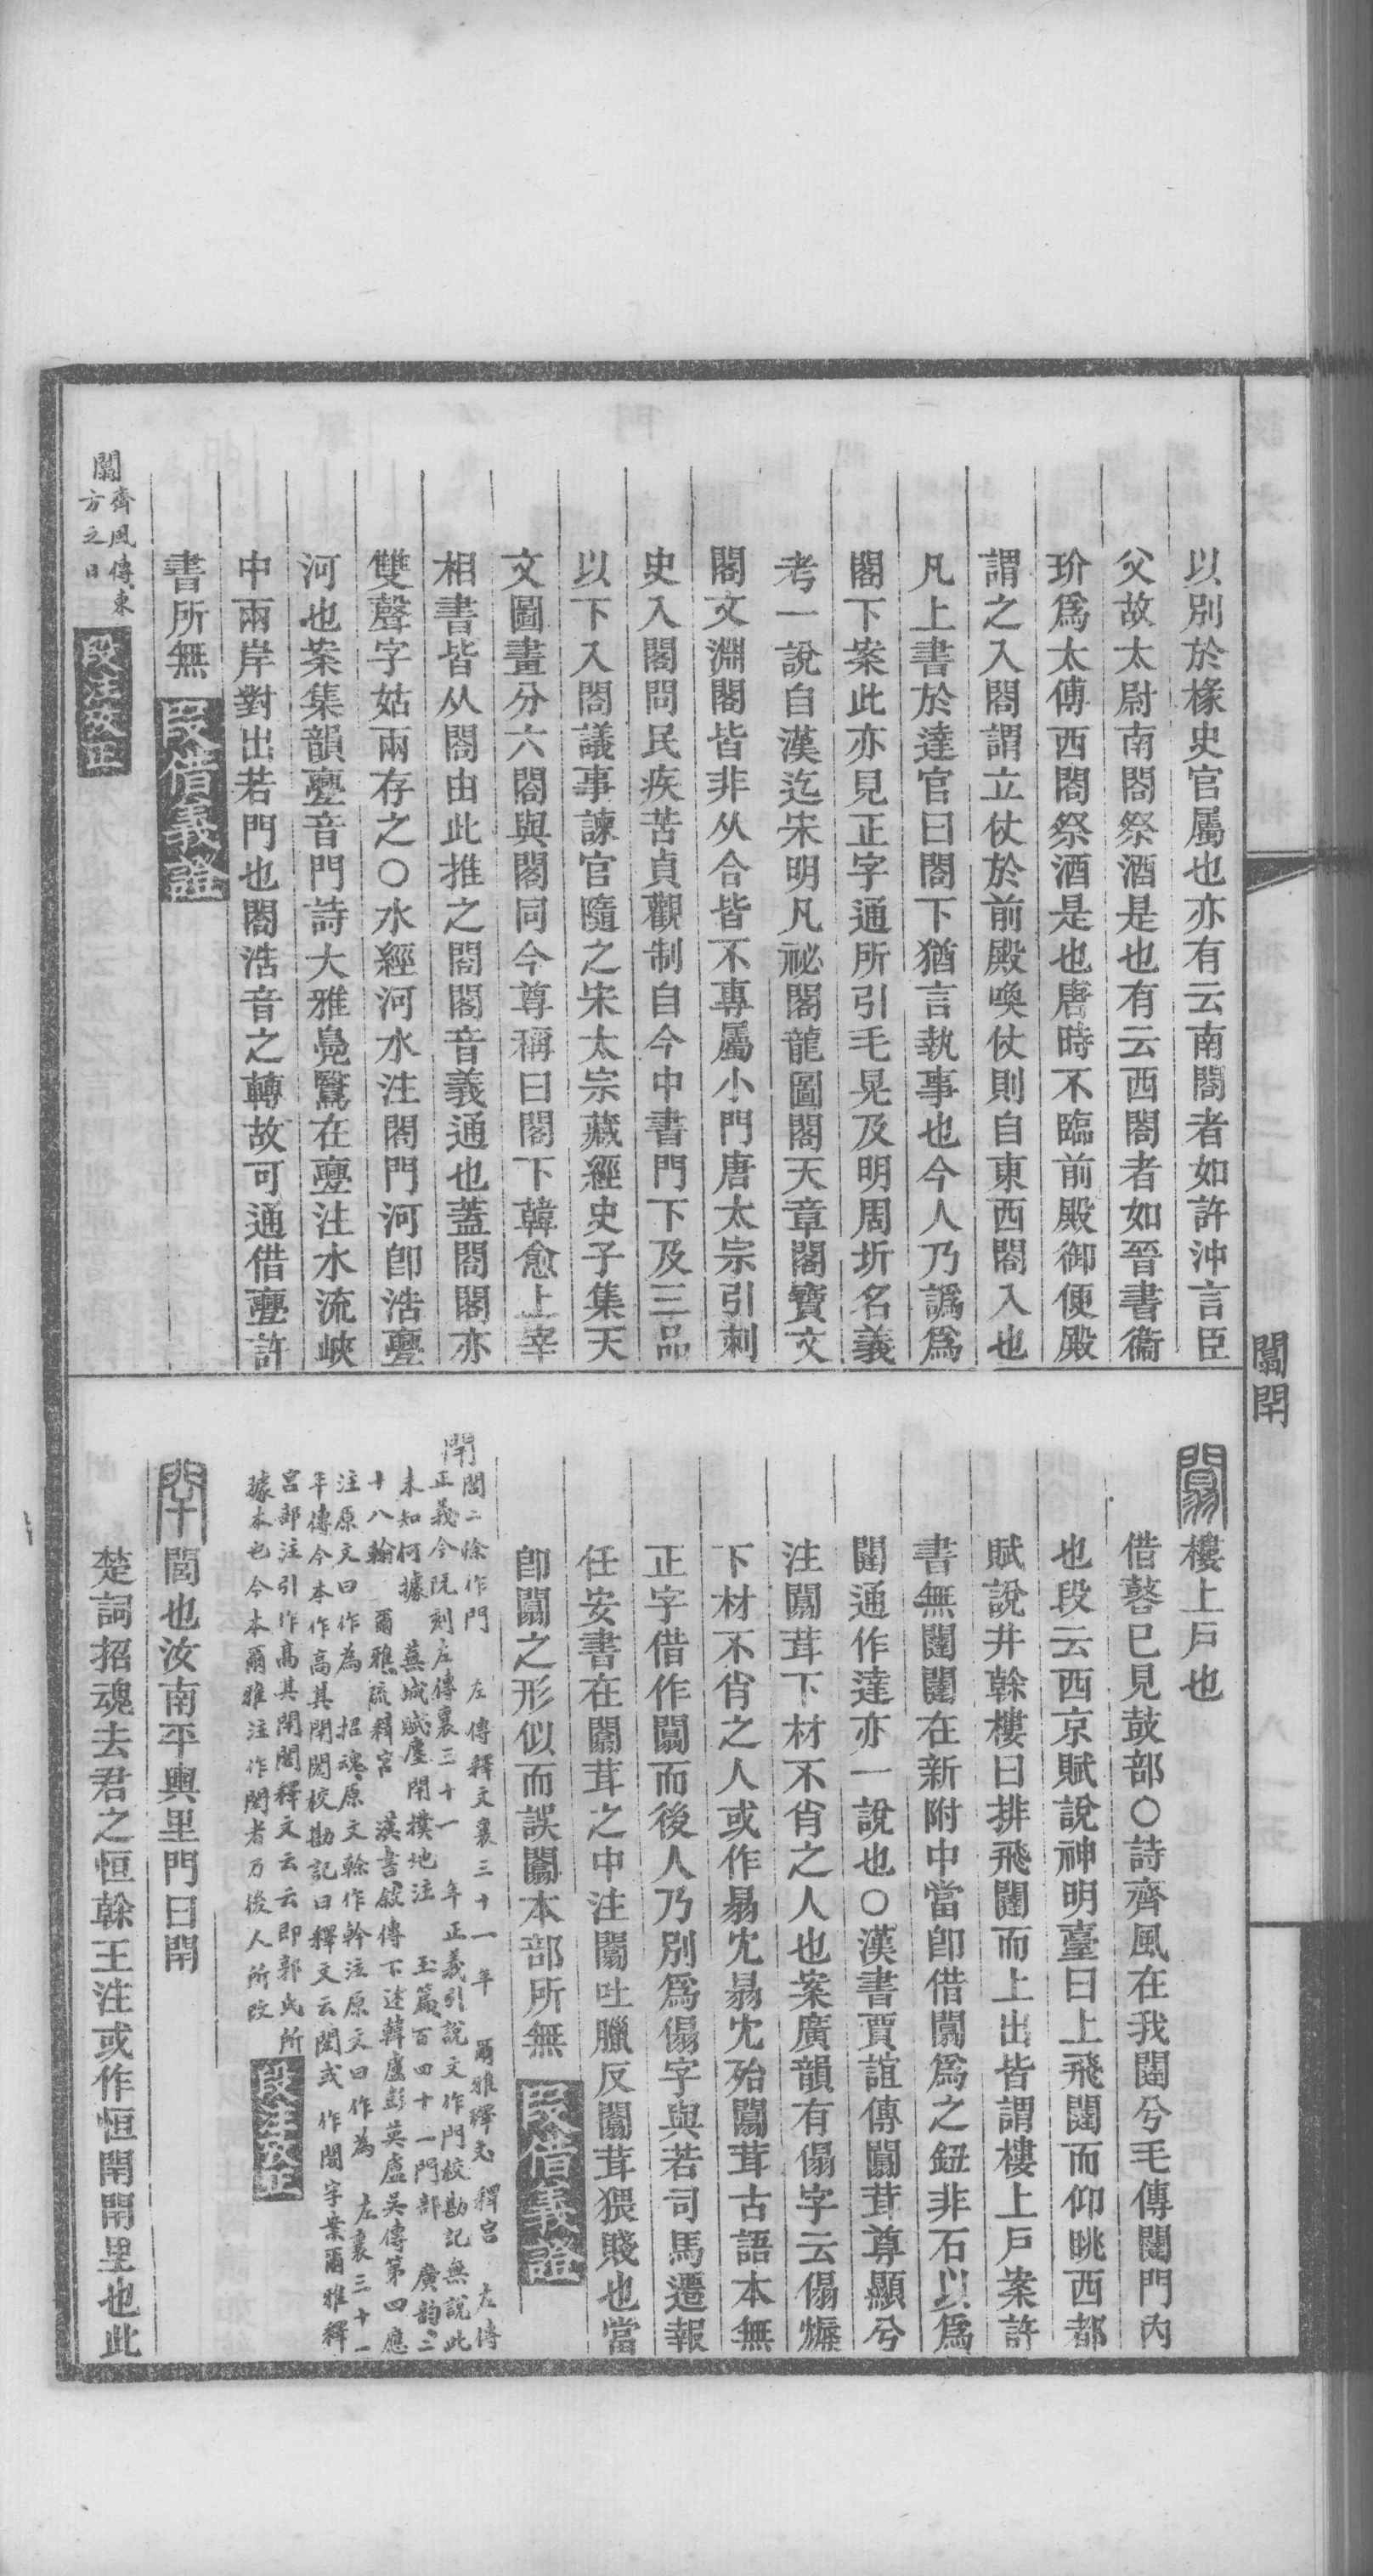 以別於椽史官屬也亦有云南閤者如許沖言臣
父故太尉南閤祭酒是也有云西閤者如晉書衞
玠爲太傅西閤祭酒是也唐時不臨前殿御便殿
謂之入閤謂立仗於前殿喚仗則自東西閤入也
凡上書於達官曰閤下猶言執事也今人乃譌爲
閣下案此亦見正字通所引毛晃及明周圻名義
考一說自漢迄宋明凡祕閣龍圖閣天章閣寶文
閣文淵閣皆非从合皆不專屬小門唐太宗引刺
史入閤問民疾苦貞觀制自今中書門下及三品
以下入閤議事諫官隨之宋太宗藏經史子集天
文圖畫分六閤與閣同今尊稱曰閣下韓愈上宰
相書皆从閤由此推之閤閣音義通也蓋閤閣亦
雙聲字姑兩存之○水經河水注閤門河卽浩亹
河也案集韻亹音門詩大雅鳧鷖在亹注水流峽
中兩岸對出若門也閤浩音之轉故可通借亹許
書所無 段借義證
闒 齊風傳東
方之日 段注攷正
闒閈
闒 樓上戶也
借鼞已見鼓部○詩齊風在我闥兮毛傳闥門內
也段云西京賦說神明臺曰上飛闥而仰眺西都
賦說井榦樓曰排飛闥而上出皆謂樓上戶案許
書無闥闥在新附中當卽借闒爲之鈕非石以爲
闥通作達亦一說也○漢書賈誼傳闒茸尊顯兮
注闒茸下材不肖之人也案廣韻有傝字云傝㒓
下材不肖之人或作𦐇冘𦐇冘殆闒茸古語本無
正字借作闒而後人乃別爲傝字與若司馬遷報
任安書在闒茸之中注闒吐臘反闒茸猥賤也當
卽闒之形似而誤闒本部所無 段借義證
閈 閭二徐作門 左傳釋文襄三十一年 爾雅釋文 釋宮 左傳
正義今阮刻左傳襄三十一年正義引說文作門校勘記無說此
未知何據 蕪城賦廛閈撲地注 玉篇百四十一門部 廣韵二
十八翰 爾雅疏釋宮 漢書敍傳下述韓盧彭英盧吳傳第四應
注原文曰作為 招魂原文榦作幹注原文曰作為 左襄三十一
年傳今本作高其閈閎校勘記曰釋文云閎或作閭字案爾雅釋
宮郭注引作高其閈閎釋文云云卽郭氏所
據本也今本爾雅注作閎者乃後人所改 段注攷正
閈 閭也汝南平輿里門曰閈
楚詞招魂去君之恒榦王注或作恒閈閈里也此